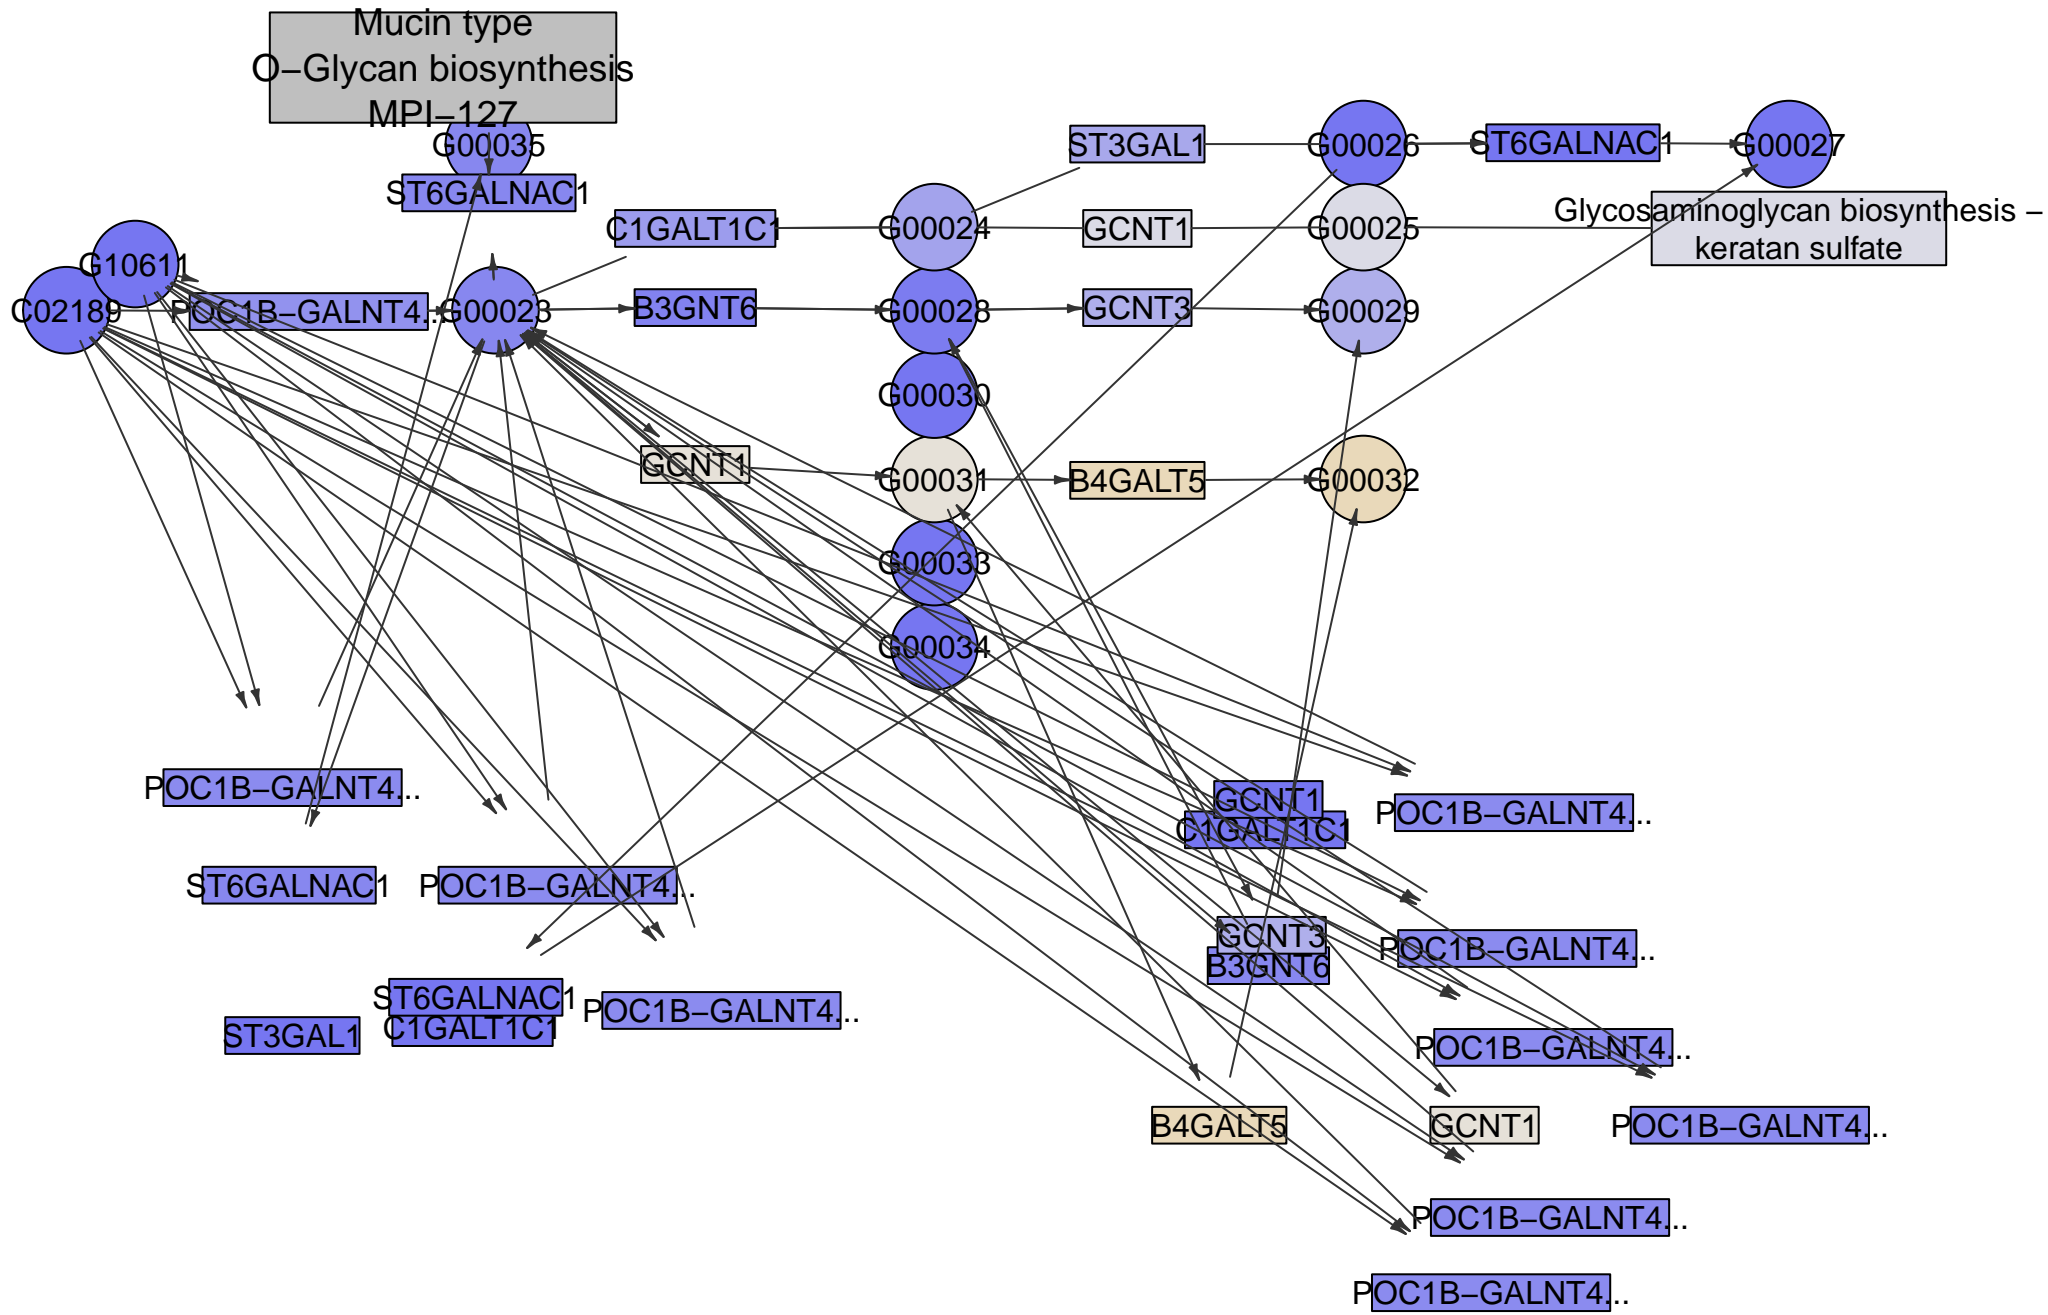 Mucin type
O−Glycan biosynthesis
MPI−127
G00035
ST6GALNAC1
ST3GAL1
G00026
ST6GALNAC1
G00027
C1GALT1C1
G00024
GCNT1
G00025
Glycosaminoglycan biosynthesis −
keratan sulfate
G10611
C02189
POC1B−GALNT4...
G00023
B3GNT6
G00028
GCNT3
G00029
G00030
GCNT1
G00031
B4GALT5
G00032
G00033
G00034
POC1B−GALNT4...
GCNT1
POC1B−GALNT4...
C1GALT1C1
ST6GALNAC1
POC1B−GALNT4...
GCNT3
POC1B−GALNT4...
B3GNT6
ST6GALNAC1
POC1B−GALNT4...
C1GALT1C1
ST3GAL1
POC1B−GALNT4...
B4GALT5
GCNT1
POC1B−GALNT4...
POC1B−GALNT4...
POC1B−GALNT4...